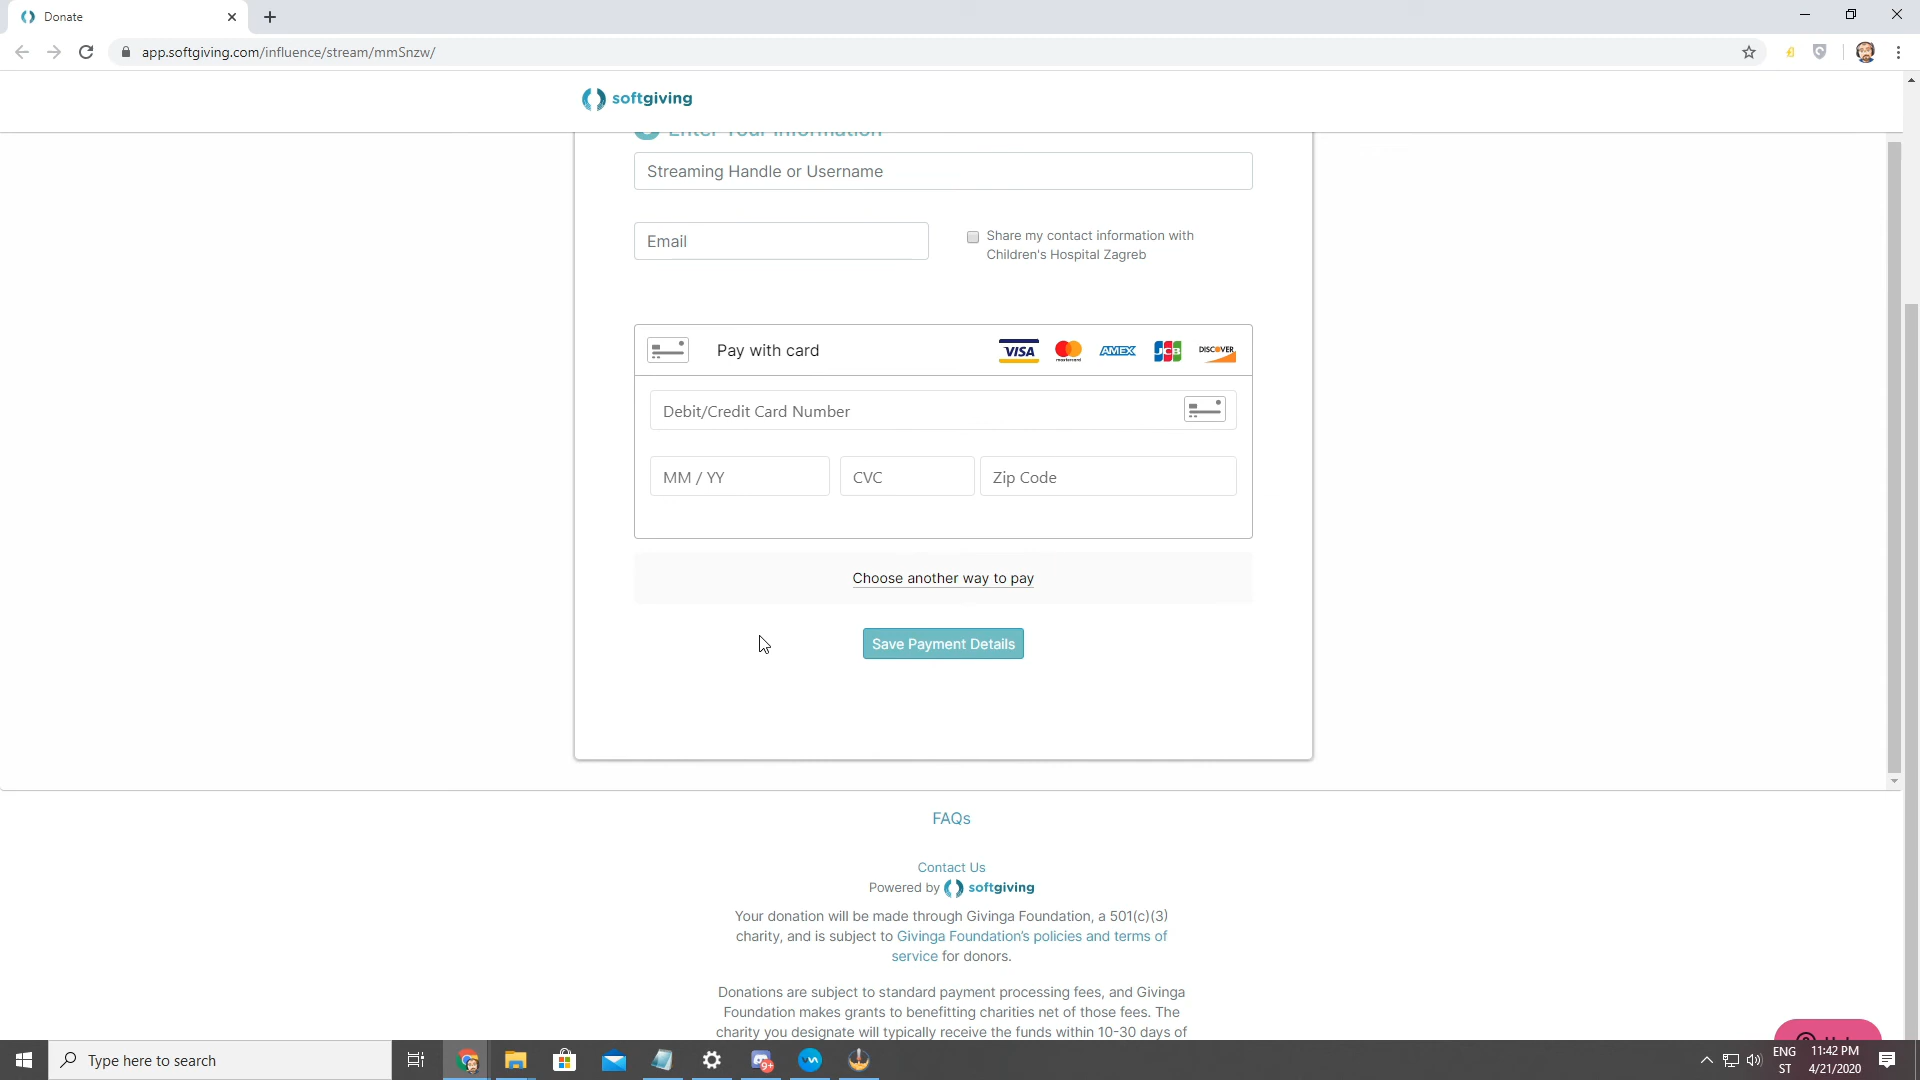 Donate
app.softgiving.com/influence/stream/mmSnzw/
softgiving
Enter Your Information
Streaming Handle or Username
Email
Share my contact information with
Children's Hospital Zagreb
Pay with card
VISA
mastercard
AMEX
JCB
DISCOVER
Debit/Credit Card Number
MM / YY
CVC
Zip Code
Choose another way to pay
Save Payment Details
FAQs
Contact Us
Powered by softgiving
Your donation will be made through Givinga Foundation, a 501(c)(3)
charity, and is subject to Givinga Foundation's policies and terms of
service for donors.
Donations are subject to standard payment processing fees, and Givinga
Foundation makes grants to benefitting charities net of those fees. The
charity you designate will typically receive the funds within 10-30 days of
Type here to search
9+
ENG
ST
11:42 PM
4/21/2020